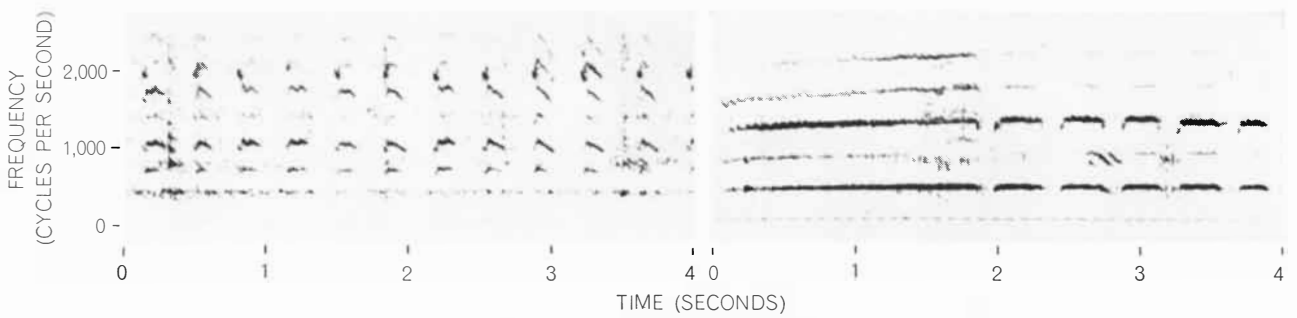 FREQUENCY
(CYCLES PER SECOND)
2,000
1,000
0
0 1 2 3 4 0 1 2 3 4
TIME (SECONDS)